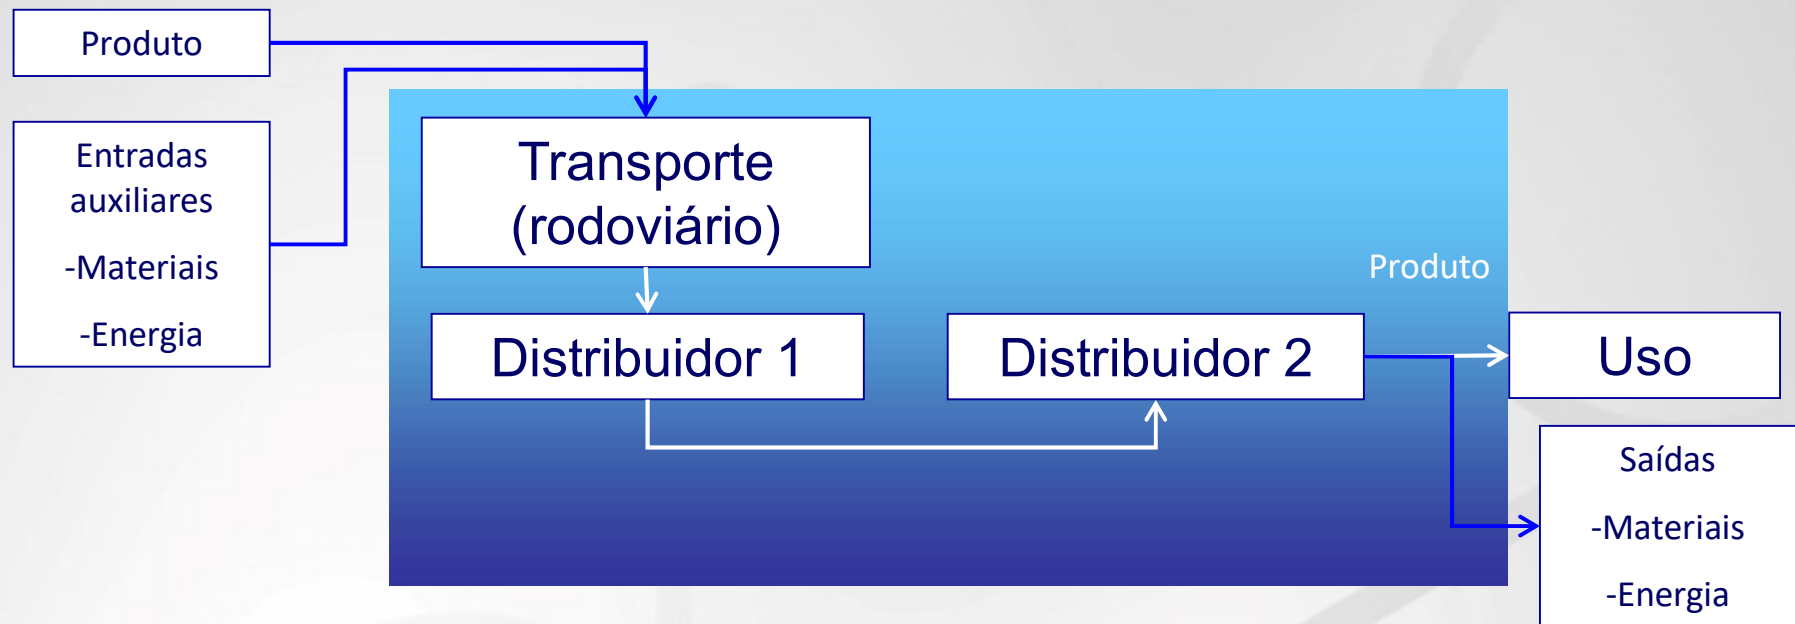 Produto
Entradas
auxiliares
-Materiais
-Energia
Transporte
(rodoviário)
Produto
Distribuidor 1
Distribuidor 2
Uso
Saídas
-Materiais
-Energia